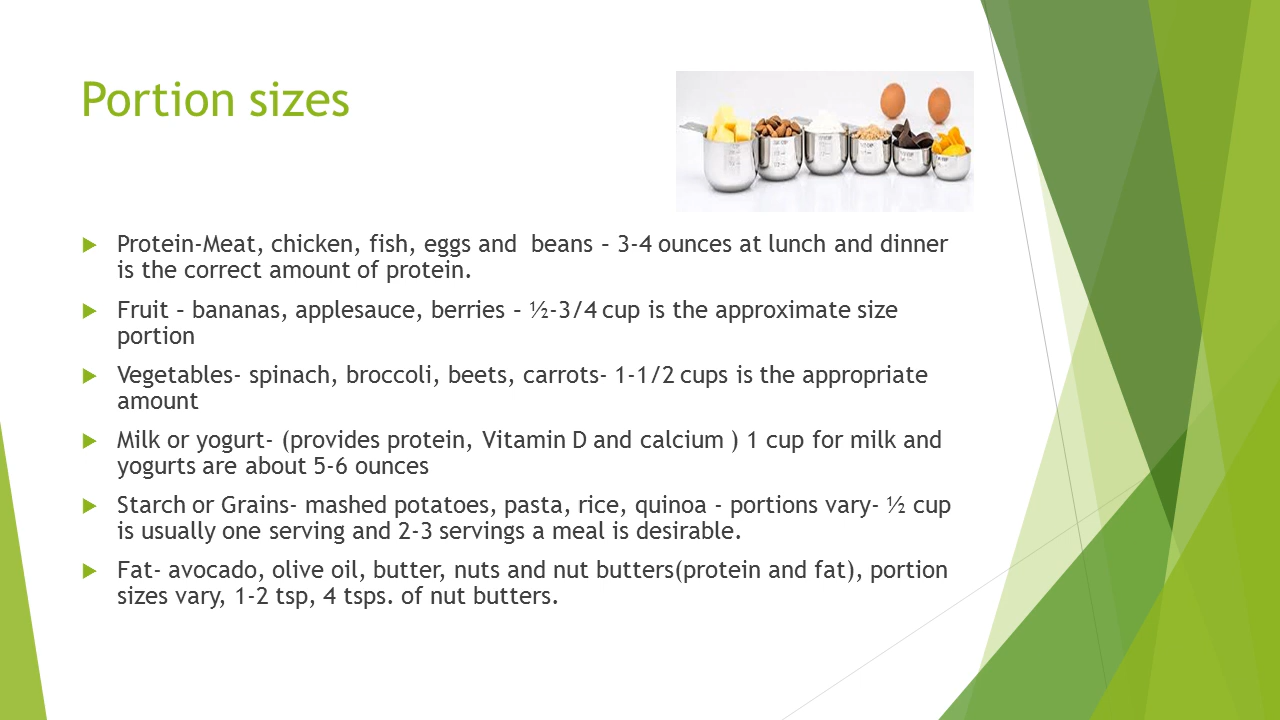 Portion sizes
Protein-Meat, chicken, fish, eggs and  beans – 3-4 ounces at lunch and dinner
is the correct amount of protein.
Fruit – bananas, applesauce, berries – ½-3/4 cup is the approximate size
portion
Vegetables- spinach, broccoli, beets, carrots- 1-1/2 cups is the appropriate
amount
Milk or yogurt- (provides protein, Vitamin D and calcium ) 1 cup for milk and
yogurts are about 5-6 ounces
Starch or Grains- mashed potatoes, pasta, rice, quinoa - portions vary- ½ cup
is usually one serving and 2-3 servings a meal is desirable.
Fat- avocado, olive oil, butter, nuts and nut butters(protein and fat), portion
sizes vary, 1-2 tsp, 4 tsps. of nut butters.